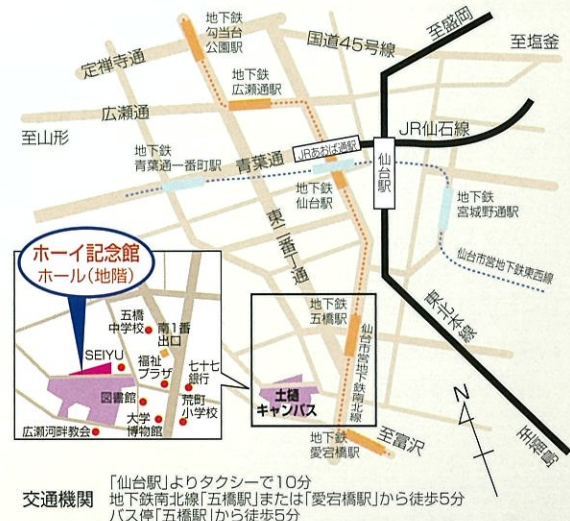 至盛岡
地下鉄
勾当台
公園駅
国道45号線
至塩釜
定禅寺通
地下鉄
広瀬通駅
広瀬通
至山形
JR仙石線
地下鉄
青葉通一番町駅
青葉通
JRあおば通駅
仙台駅
地下鉄
仙台駅
地下鉄
宮城野通駅
東二番丁通
仙台市営地下鉄東西線
ホーイ記念館
ホール(地階)
五橋
中学校
南1番
出口
SEIYU
福祉
プラザ
七十七
銀行
図書館
荒町
小学校
大学
博物館
広瀬河畔教会
地下鉄
五橋駅
仙台市営地下鉄南北線
東北本線
土樋
キャンパス
N
至富沢
地下鉄
愛宕橋駅
至福島
交通機関
「仙台駅」よりタクシーで10分
地下鉄南北線「五橋駅」または「愛宕橋駅」から徒歩5分
バス停「五橋駅」から徒歩5分